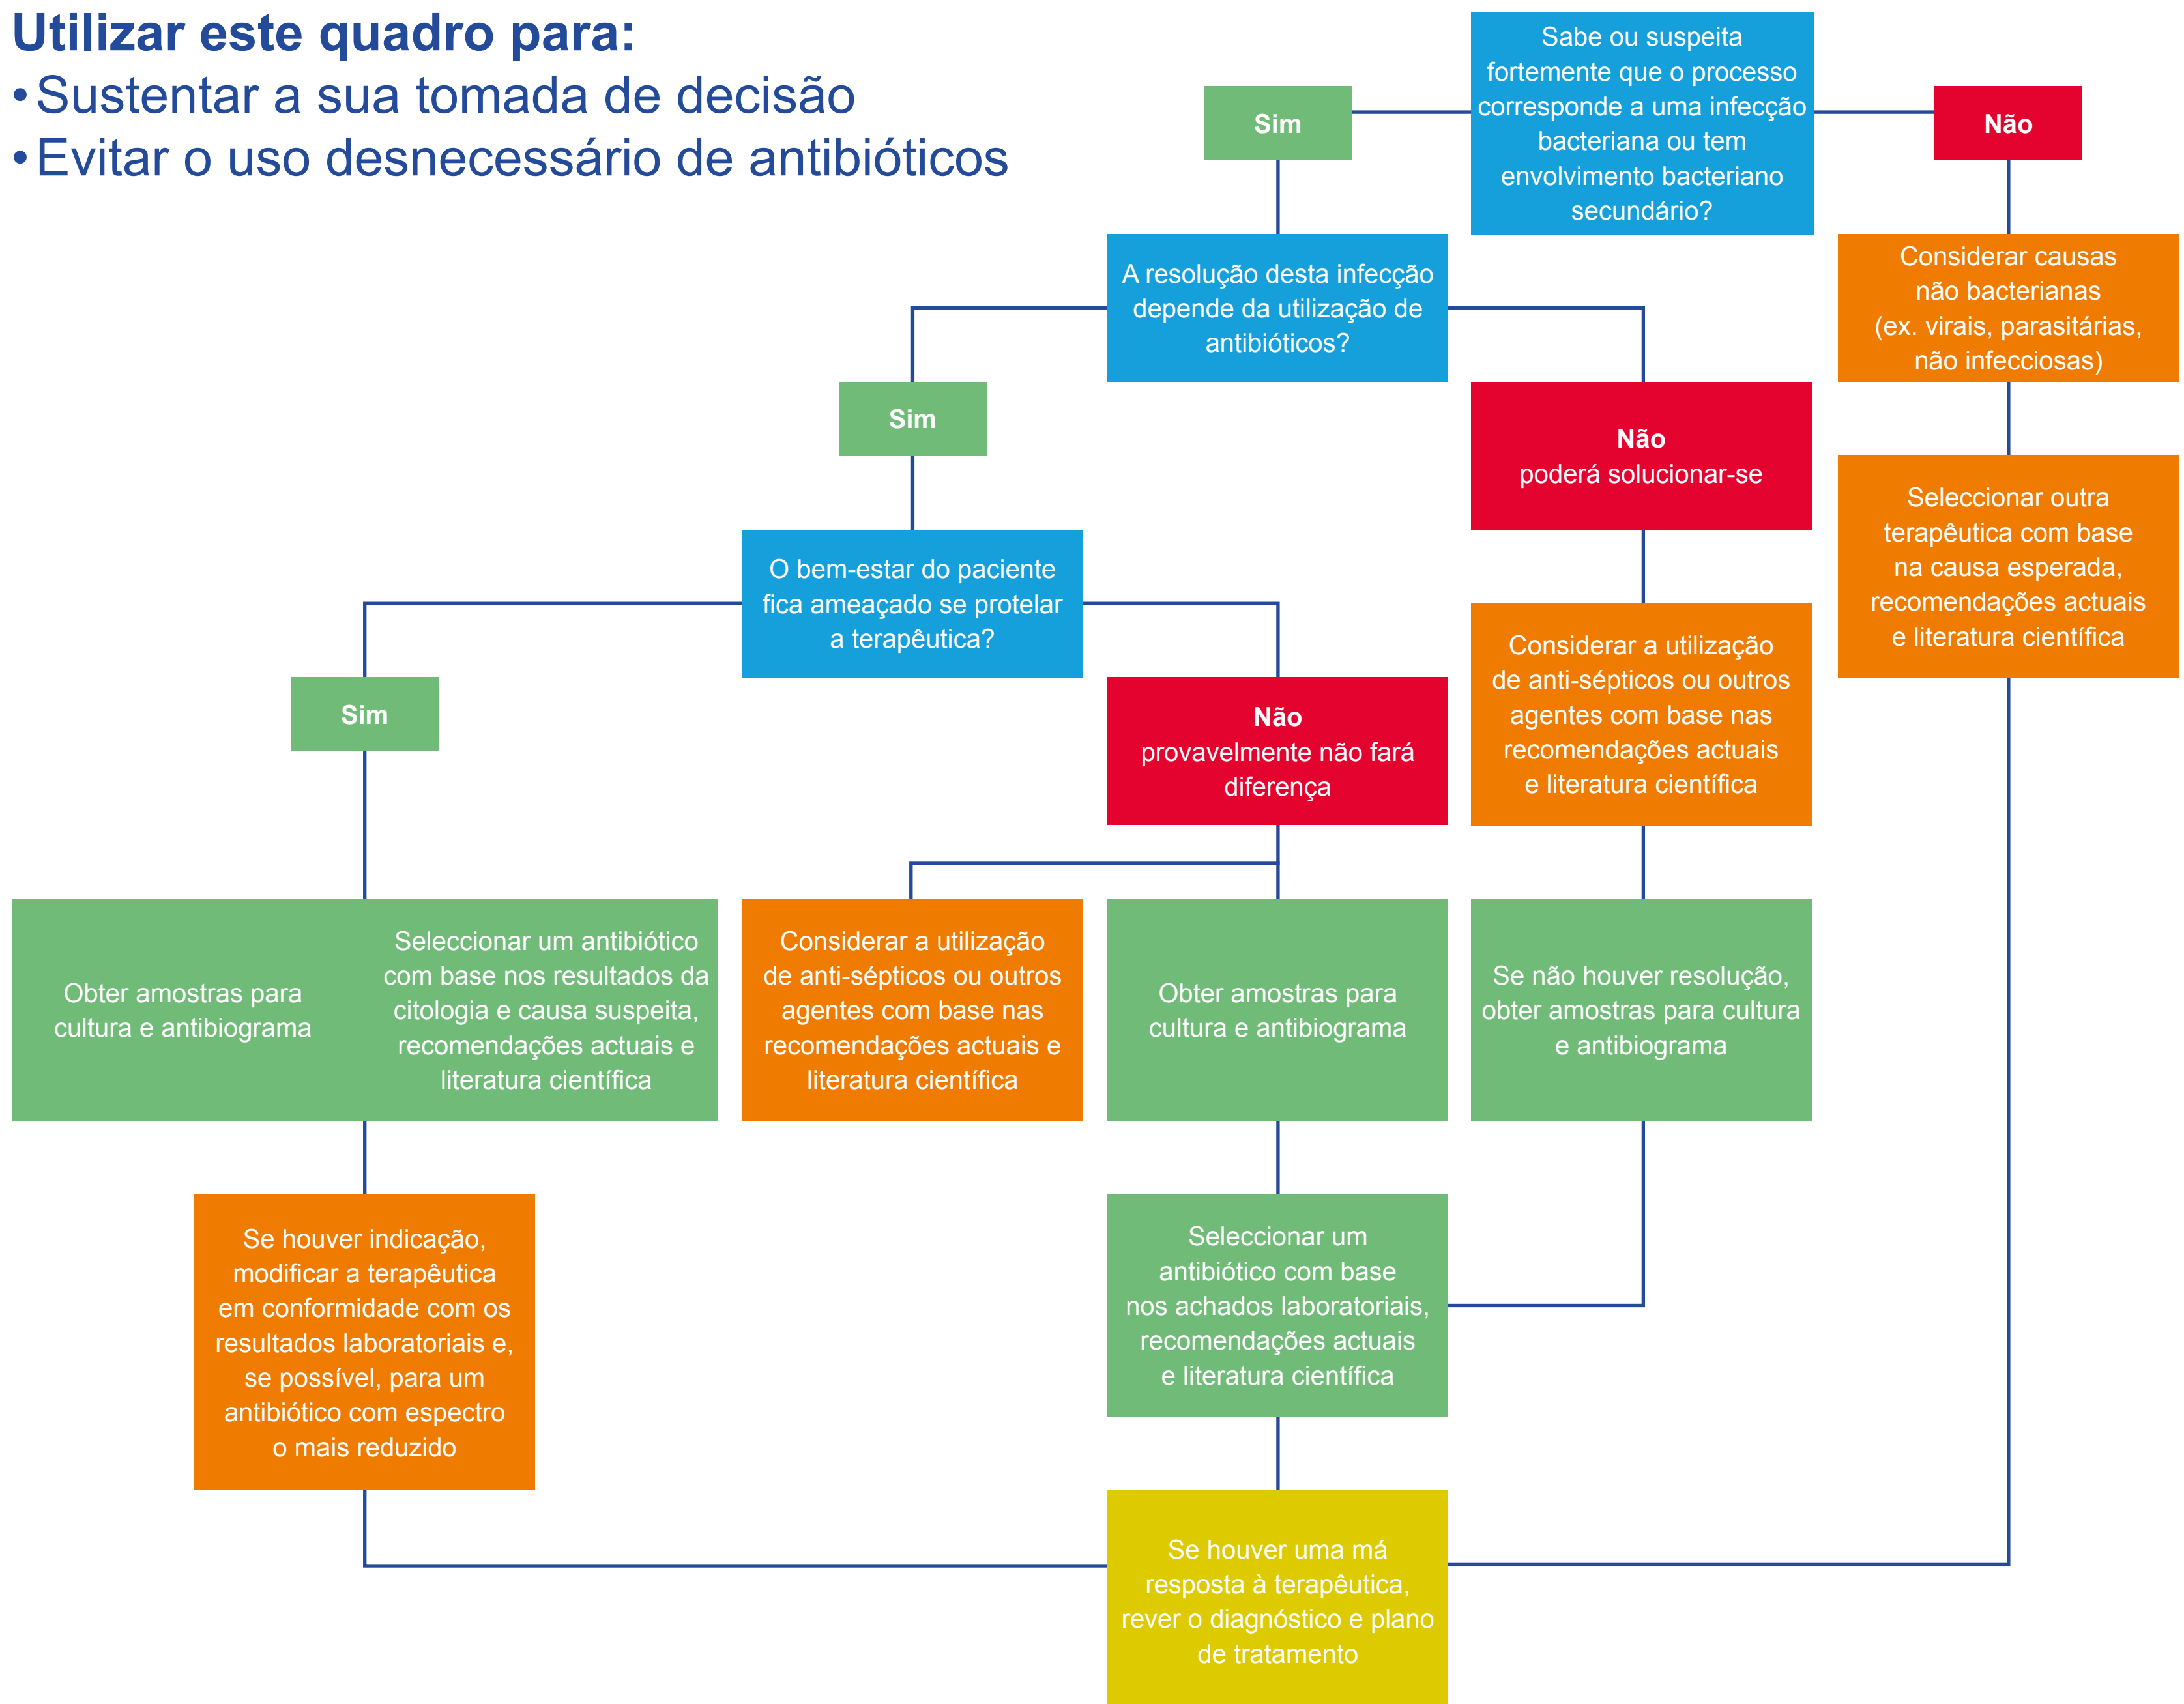 Utilizar este quadro para:
• Sustentar a sua tomada de decisão
• Evitar o uso desnecessário de antibióticos
Sabe ou suspeita
fortemente que o processo
corresponde a uma infecção
bacteriana ou tem
envolvimento bacteriano
secundário?
Sim
Não
A resolução desta infecção
depende da utilização de
antibióticos?
Considerar causas
não bacterianas
(ex. virais, parasitárias,
não infecciosas)
Sim
Não
poderá solucionar-se
Seleccionar outra
terapêutica com base
na causa esperada,
recomendações actuais
e literatura científica
O bem-estar do paciente
fica ameaçado se protelar
a terapêutica?
Considerar a utilização
de anti-sépticos ou outros
agentes com base nas
recomendações actuais
e literatura científica
Sim
Não
provavelmente não fará
diferença
Obter amostras para
cultura e antibiograma
Seleccionar um antibiótico
com base nos resultados da
citologia e causa suspeita,
recomendações actuais e
literatura científica
Considerar a utilização
de anti-sépticos ou outros
agentes com base nas
recomendações actuais e
literatura científica
Obter amostras para
cultura e antibiograma
Se não houver resolução,
obter amostras para cultura
e antibiograma
Se houver indicação,
modificar a terapêutica
em conformidade com os
resultados laboratoriais e,
se possível, para um
antibiótico com espectro
o mais reduzido
Seleccionar um
antibiótico com base
nos achados laboratoriais,
recomendações actuais
e literatura científica
Se houver uma má
resposta à terapêutica,
rever o diagnóstico e plano
de tratamento